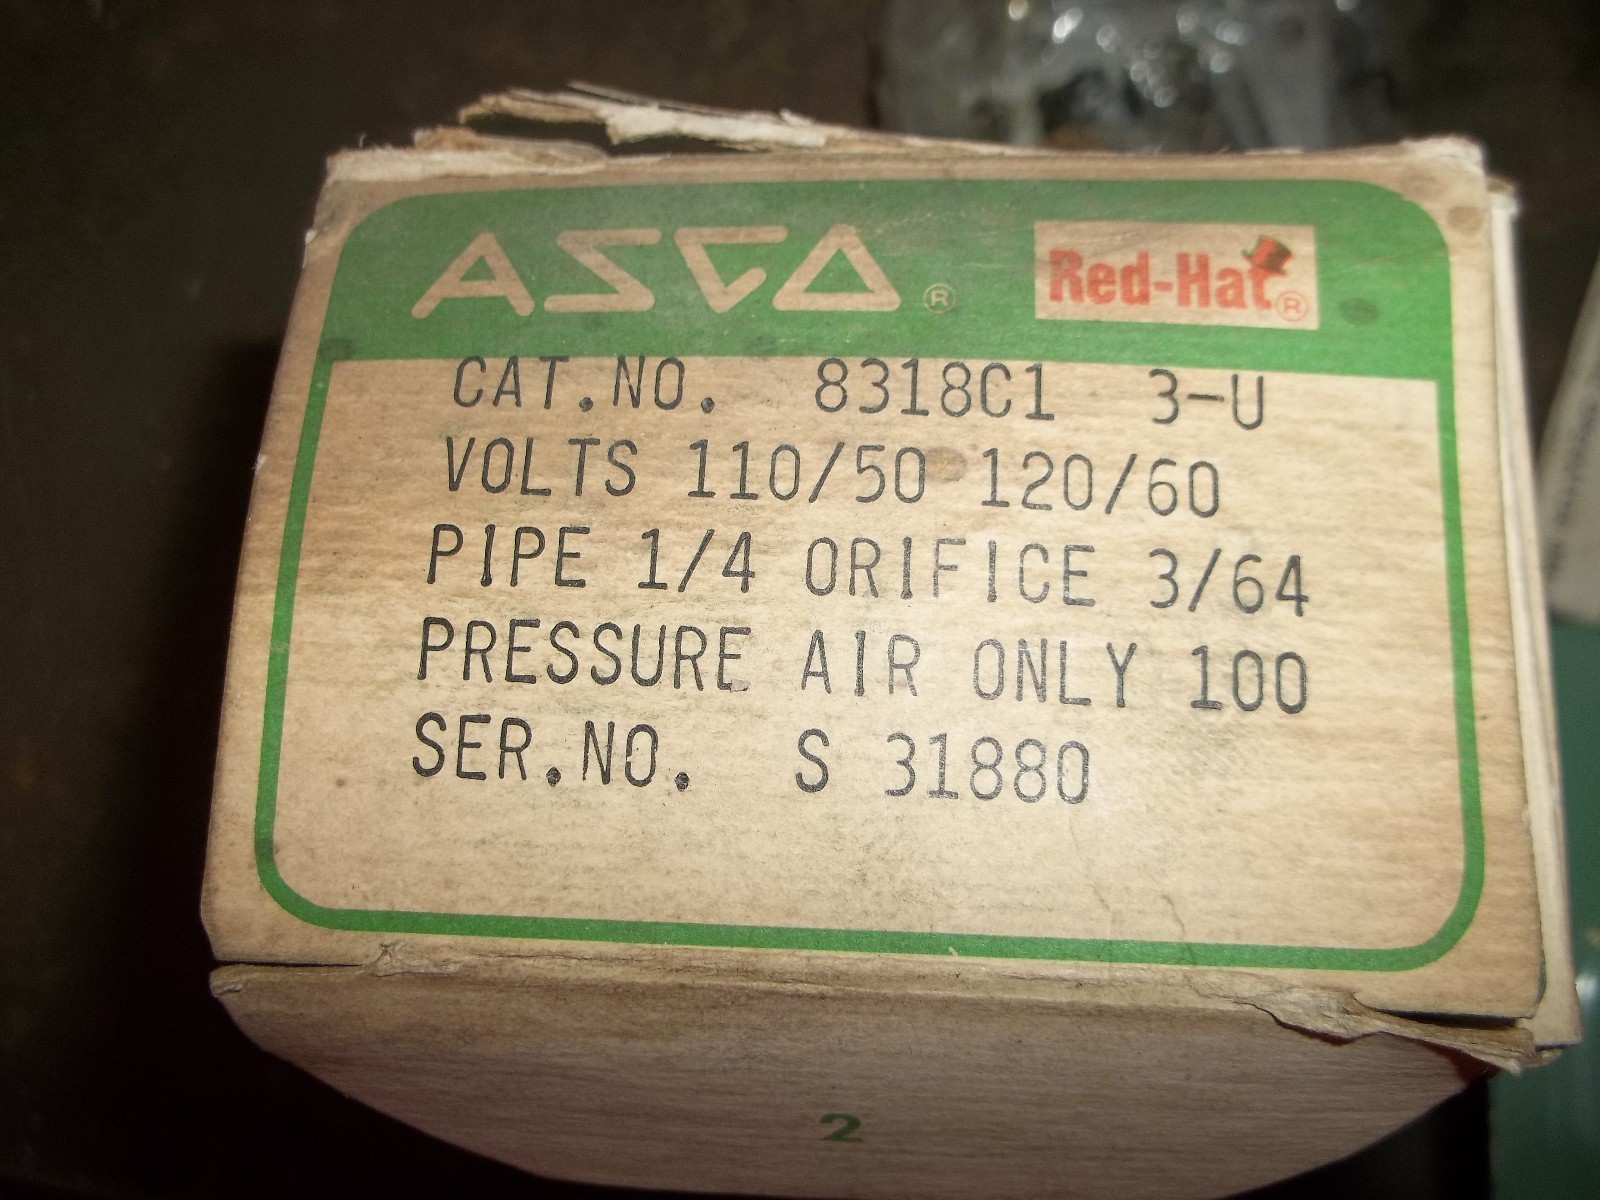 ASCO ® Red-Hat ®
CAT.NO. 8318C1 3-U
VOLTS 110/50 120/60
PIPE 1/4 ORIFICE 3/64
PRESSURE AIR ONLY 100
SER.NO. S 31880
2